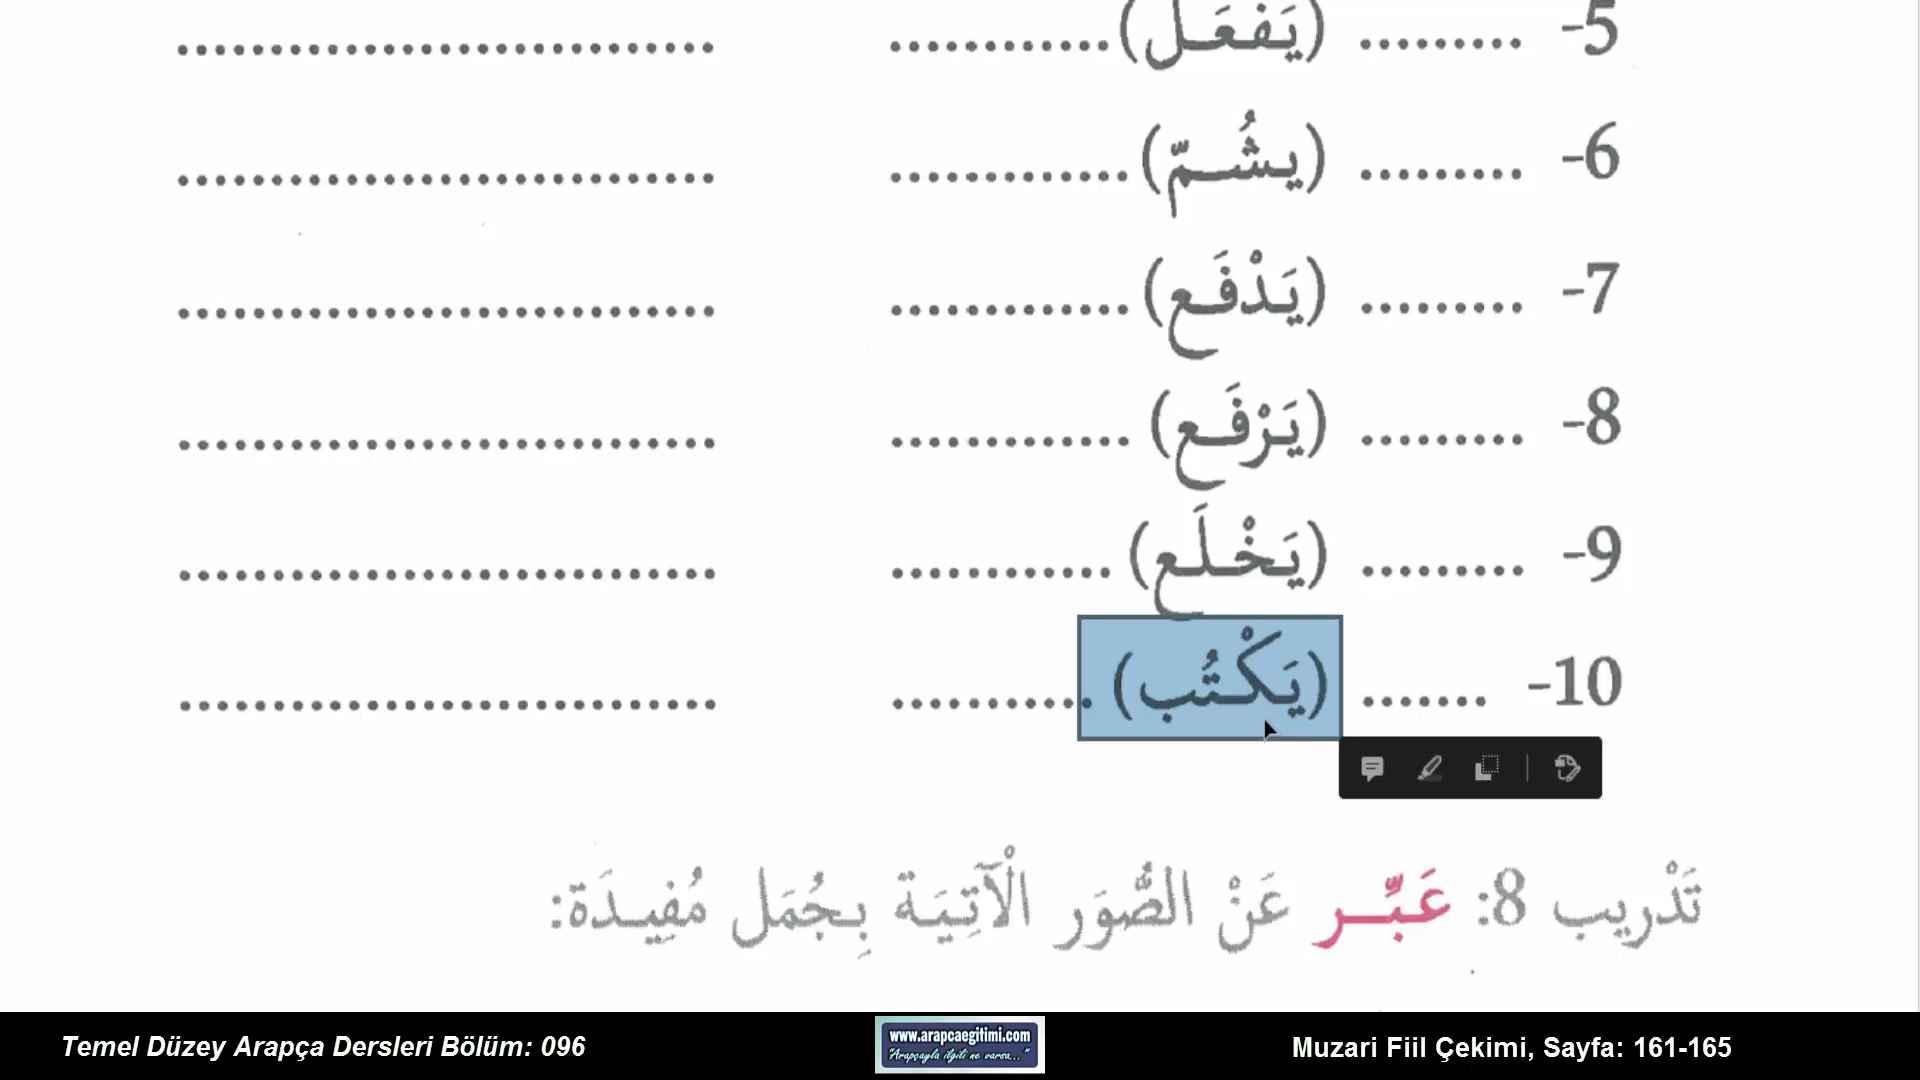 5- ......... (يَفْعَل) ............ .............................
6- ......... (يشُمّ) ............. .............................
7- ......... (يَدْفَع) ............. .............................
8- ......... (يَرْفَع) ............. .............................
9- ......... (يَخْلَع) ............ .............................
10- ....... (يَكْتُب) ........... .............................
تَدْرِيب 8: عَبِّر عَنْ الصُّوَر الْآتِيَة بِجُمَل مُفِيدَة:
Temel Düzey Arapça Dersleri Bölüm: 096
www.arapcaegitimi.com
"Arapçayla ilgili ne varsa..."
Muzari Fiil Çekimi, Sayfa: 161-165